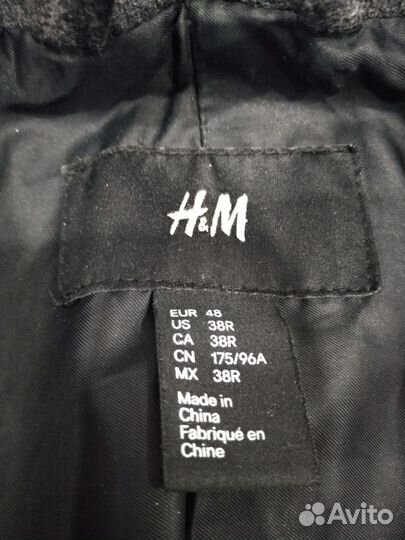 H&M
EUR 48
US 38R
CA 38R
CN 175/96A
MX 38R
Made in
China
Fabriqué en
Chine
Avito